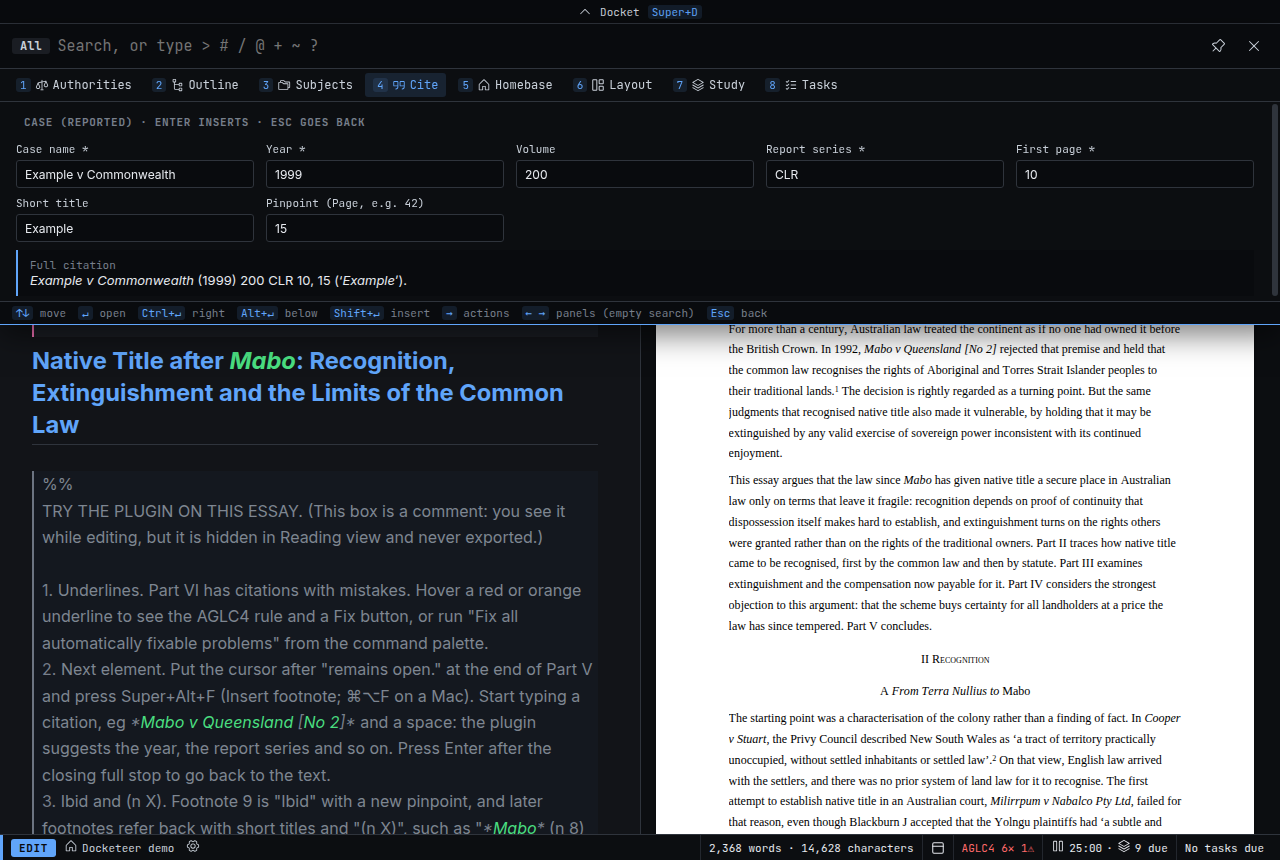 Docket Super+D
All Search, or type > # / @ + ~ ?
1 Authorities 2 Outline 3 Subjects 4 Cite 5 Homebase 6 Layout 7 Study 8 Tasks
CASE (REPORTED) · ENTER INSERTS · ESC GOES BACK
Case name * Year * Volume Report series * First page *
Example v Commonwealth 1999 200 CLR 10
Short title Pinpoint (Page, e.g. 42)
Example 15
Full citation
Example v Commonwealth (1999) 200 CLR 10, 15 (‘Example’).
↑↓ move ↵ open Ctrl+↵ right Alt+↵ below Shift+↵ insert → actions ← → panels (empty search) Esc back
Native Title after Mabo: Recognition,
Extinguishment and the Limits of the Common
Law
%%
TRY THE PLUGIN ON THIS ESSAY. (This box is a comment: you see it
while editing, but it is hidden in Reading view and never exported.)
1. Underlines. Part VI has citations with mistakes. Hover a red or orange
underline to see the AGLC4 rule and a Fix button, or run "Fix all
automatically fixable problems" from the command palette.
2. Next element. Put the cursor after "remains open." at the end of Part V
and press Super+Alt+F (Insert footnote; ⌘⌥F on a Mac). Start typing a
citation, eg *Mabo v Queensland [No 2]* and a space: the plugin
suggests the year, the report series and so on. Press Enter after the
closing full stop to go back to the text.
3. Ibid and (n X). Footnote 9 is "Ibid" with a new pinpoint, and later
footnotes refer back with short titles and "(n X)", such as "*Mabo* (n 8)
For more than a century, Australian law treated the continent as if no one had owned it before
the British Crown. In 1992, Mabo v Queensland [No 2] rejected that premise and held that
the common law recognises the rights of Aboriginal and Torres Strait Islander peoples to
their traditional lands.1 The decision is rightly regarded as a turning point. But the same
judgments that recognised native title also made it vulnerable, by holding that it may be
extinguished by any valid exercise of sovereign power inconsistent with its continued
enjoyment.
This essay argues that the law since Mabo has given native title a secure place in Australian
law only on terms that leave it fragile: recognition depends on proof of continuity that
dispossession itself makes hard to establish, and extinguishment turns on the rights others
were granted rather than on the rights of the traditional owners. Part II traces how native title
came to be recognised, first by the common law and then by statute. Part III examines
extinguishment and the compensation now payable for it. Part IV considers the strongest
objection to this argument: that the scheme buys certainty for all landholders at a price the
law has since tempered. Part V concludes.
II Recognition
A From Terra Nullius to Mabo
The starting point was a characterisation of the colony rather than a finding of fact. In Cooper
v Stuart, the Privy Council described New South Wales as ‘a tract of territory practically
unoccupied, without settled inhabitants or settled law’.2 On that view, English law arrived
with the settlers, and there was no prior system of land law for it to recognise. The first
attempt to establish native title in an Australian court, Milirrpum v Nabalco Pty Ltd, failed for
that reason, even though Blackburn J accepted that the Yolngu plaintiffs had ‘a subtle and
EDIT Docketeer demo 2,368 words · 14,628 characters AGLC4 6× 1⚠ 25:00 · 9 due No tasks due